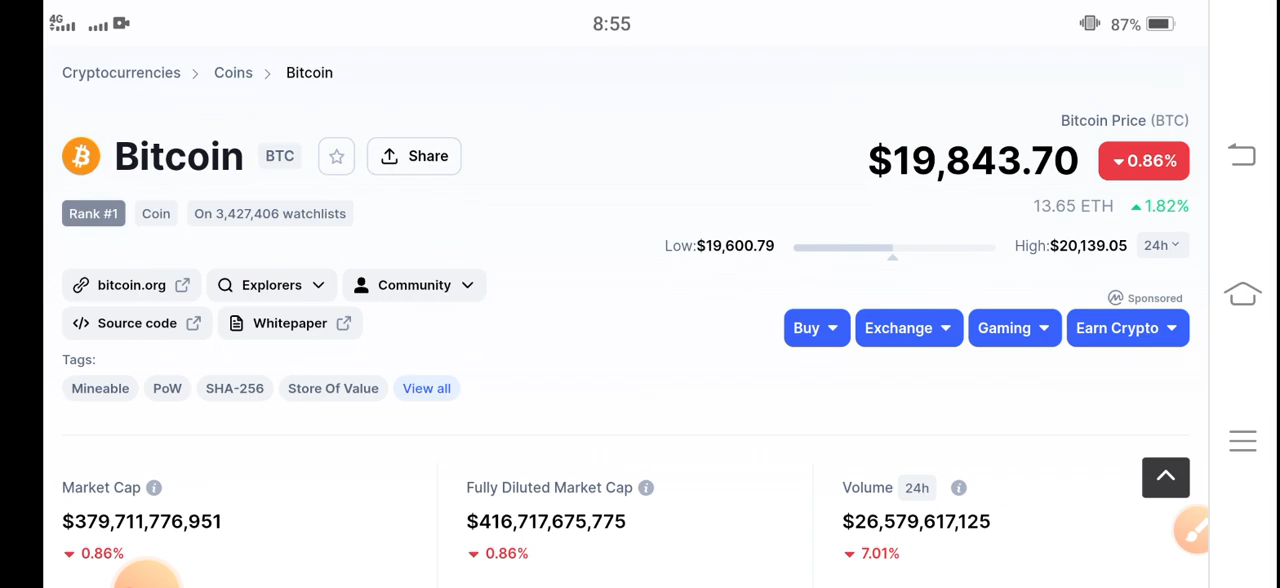 4G 8:55 87%
Cryptocurrencies > Coins > Bitcoin
Bitcoin Price (BTC)
Bitcoin BTC Share $19,843.70 0.86%
13.65 ETH 1.82%
Rank #1 Coin On 3,427,406 watchlists
Low:$19,600.79 High:$20,139.05 24h
bitcoin.org Explorers Community
Sponsored
Source code Whitepaper
Buy Exchange Gaming Earn Crypto
Tags:
Mineable PoW SHA-256 Store Of Value View all
Market Cap Fully Diluted Market Cap Volume 24h
$379,711,776,951 $416,717,675,775 $26,579,617,125
0.86% 0.86% 7.01%